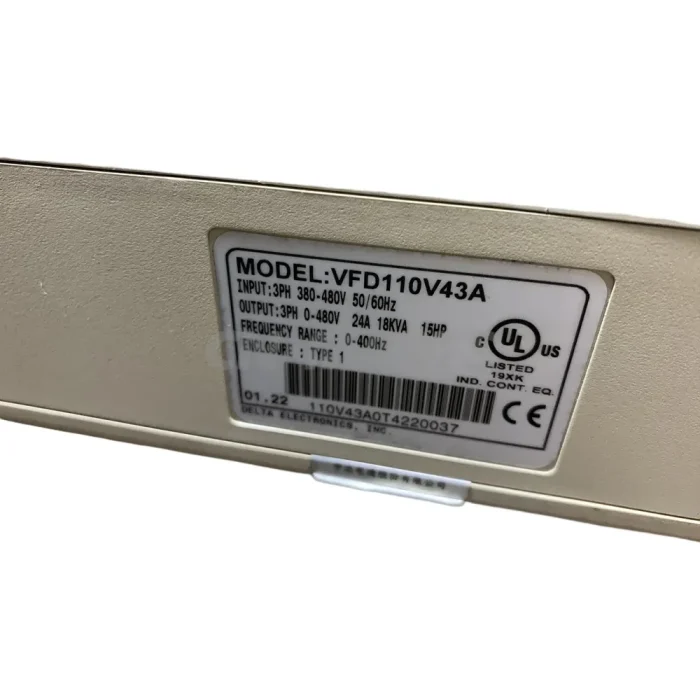 MODEL:VFD110V43A
INPUT:3PH 380-480V 50/60Hz
OUTPUT:3PH 0-480V 24A 18KVA 15HP
FREQUENCY RANGE : 0-400Hz
ENCLOSURE : TYPE 1
C UL US
LISTED
19XK
IND. CONT. EQ.
01.22
110V43A0T4220037
CE
DELTA ELECTRONICS, INC.